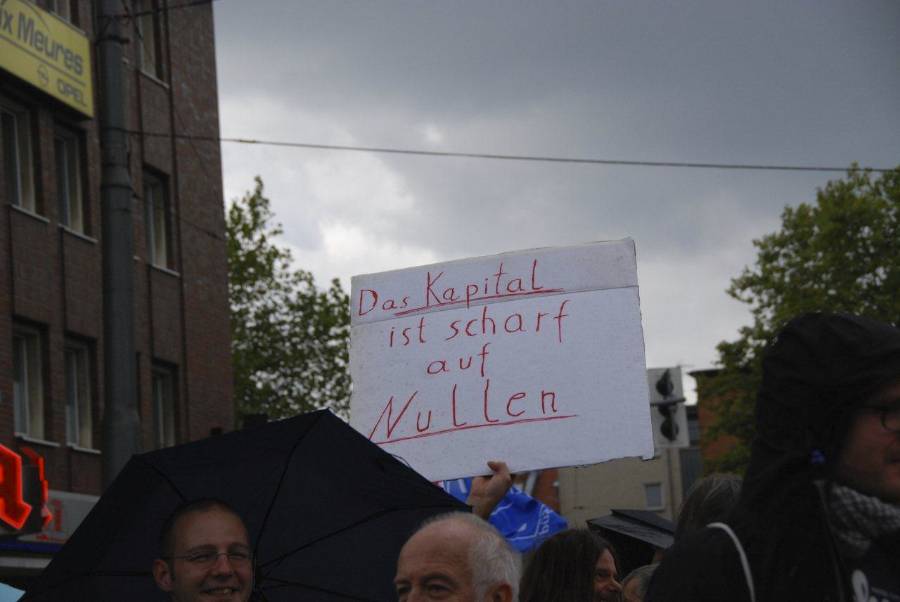 ix Meures
OPEL
Das Kapital
ist scharf
auf
Nullen